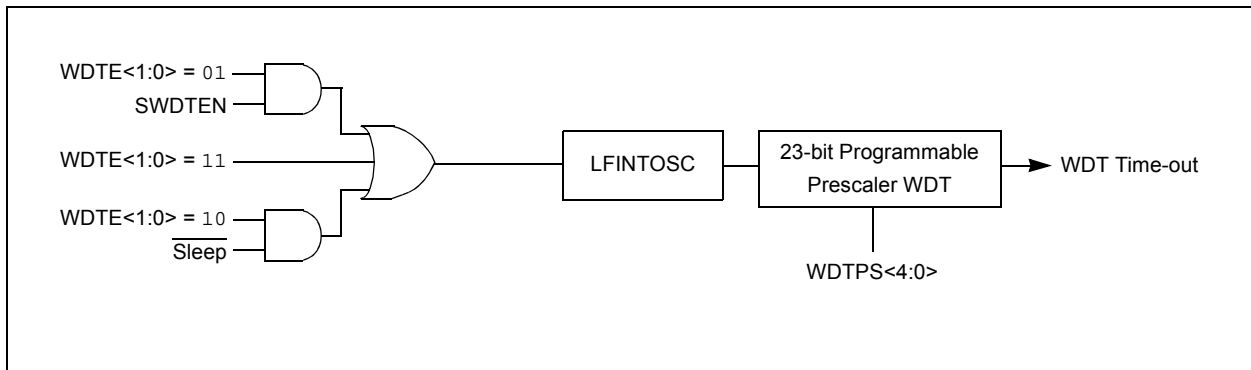 WDTE<1:0> = 01
SWDTEN
WDTE<1:0> = 11
WDTE<1:0> = 10
Sleep
LFINTOSC
23-bit Programmable
Prescaler WDT
WDT Time-out
WDTPS<4:0>